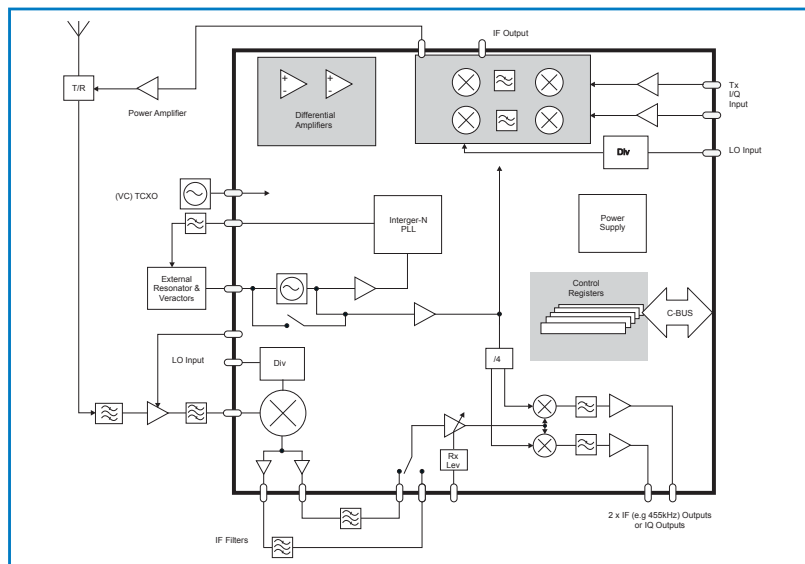 IF Output
T/R
Power Amplifier
+
-
+
-
Differential
Amplifiers
Tx
I/Q
Input
Div
LO Input
(VC) TCXO
Interger-N
PLL
Power
Supply
External
Resonator &
Veractors
Control
Registers
C-BUS
LO Input
Div
/4
Rx
Lev
IF Filters
2 x IF (e.g 455kHz) Outputs
or IQ Outputs